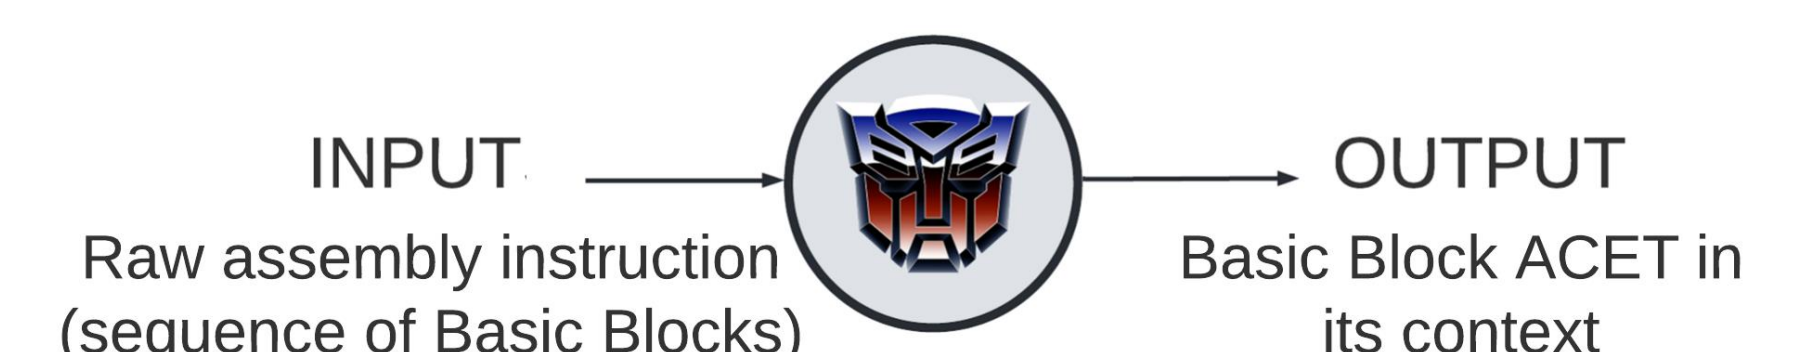 INPUT
Raw assembly instruction
(sequence of Basic Blocks)
OUTPUT
Basic Block ACET in
its context